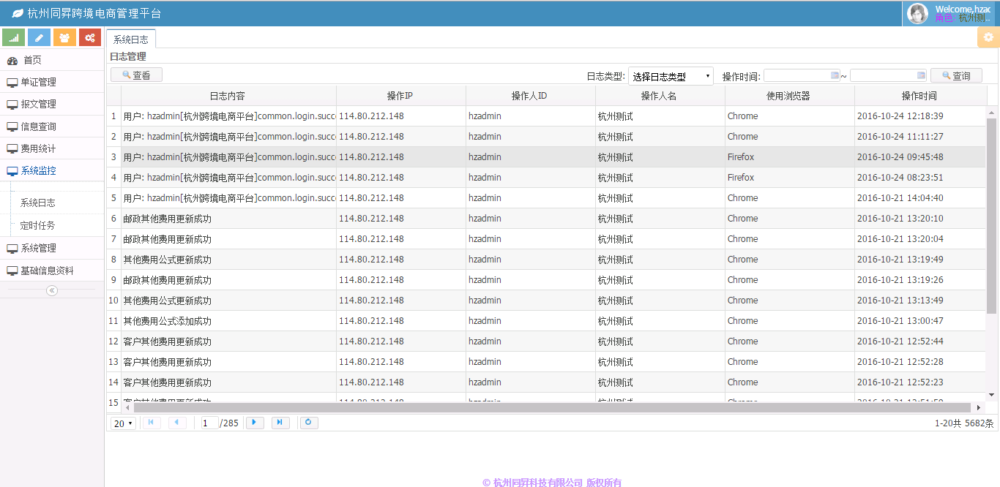 杭州同昇跨境电商管理平台
Welcome,hzac
角色: 杭州测..
首页
单证管理
报文管理
信息查询
费用统计
系统监控
系统日志
定时任务
系统管理
基础信息资料
系统日志
日志管理
查看 日志类型: 选择日志类型 操作时间: ~ 查询
日志内容 操作IP 操作人ID 操作人名 使用浏览器 操作时间
1 用户: hzadmin[杭州跨境电商平台]common.login.succe 114.80.212.148 hzadmin 杭州测试 Chrome 2016-10-24 12:18:39
2 用户: hzadmin[杭州跨境电商平台]common.login.succe 114.80.212.148 hzadmin 杭州测试 Chrome 2016-10-24 11:11:27
3 用户: hzadmin[杭州跨境电商平台]common.login.succe 114.80.212.148 hzadmin 杭州测试 Firefox 2016-10-24 09:45:48
4 用户: hzadmin[杭州跨境电商平台]common.login.succe 114.80.212.148 hzadmin 杭州测试 Firefox 2016-10-24 08:23:51
5 用户: hzadmin[杭州跨境电商平台]common.login.succe 114.80.212.148 hzadmin 杭州测试 Chrome 2016-10-21 14:04:40
6 邮政其他费用更新成功 114.80.212.148 hzadmin 杭州测试 Chrome 2016-10-21 13:20:10
7 邮政其他费用更新成功 114.80.212.148 hzadmin 杭州测试 Chrome 2016-10-21 13:20:04
8 其他费用公式更新成功 114.80.212.148 hzadmin 杭州测试 Chrome 2016-10-21 13:19:49
9 邮政其他费用更新成功 114.80.212.148 hzadmin 杭州测试 Chrome 2016-10-21 13:19:26
10 其他费用公式更新成功 114.80.212.148 hzadmin 杭州测试 Chrome 2016-10-21 13:13:49
11 其他费用公式添加成功 114.80.212.148 hzadmin 杭州测试 Chrome 2016-10-21 13:00:47
12 客户其他费用更新成功 114.80.212.148 hzadmin 杭州测试 Chrome 2016-10-21 12:52:44
13 客户其他费用更新成功 114.80.212.148 hzadmin 杭州测试 Chrome 2016-10-21 12:52:28
14 客户其他费用更新成功 114.80.212.148 hzadmin 杭州测试 Chrome 2016-10-21 12:52:23
15
20 1 /285 1-20共 5682条
© 杭州同昇科技有限公司 版权所有